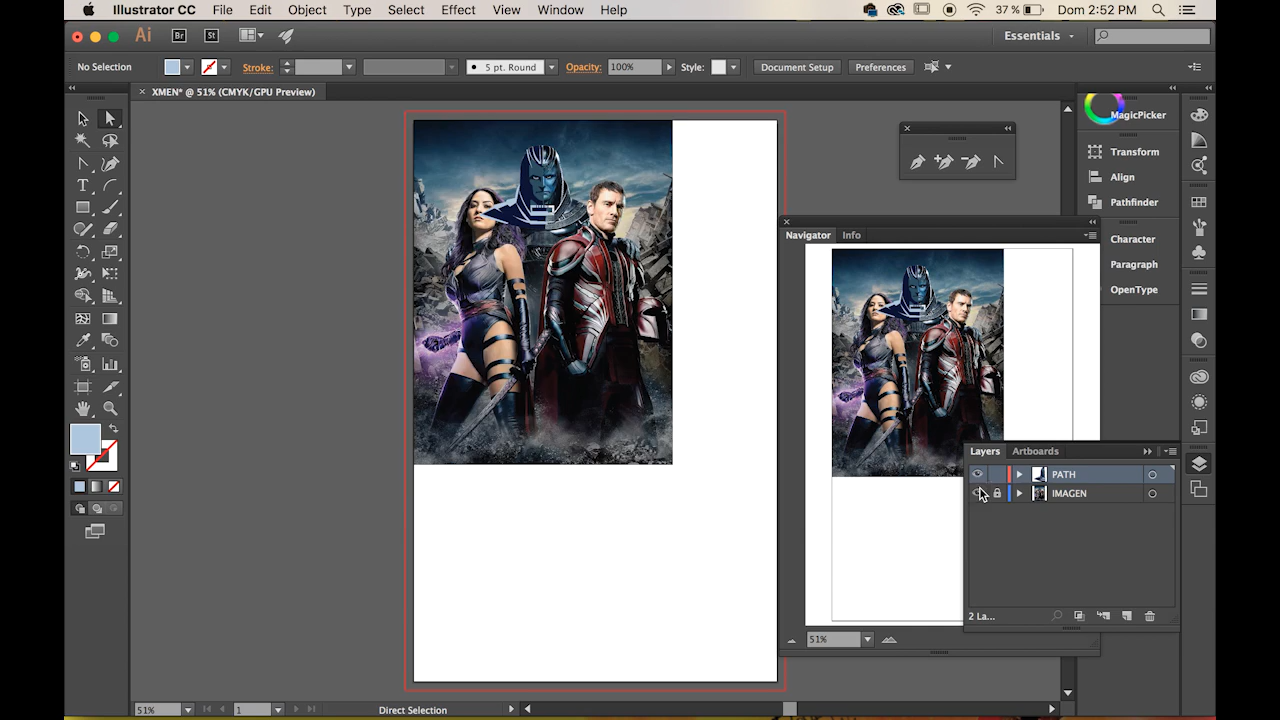 Illustrator CC File Edit Object Type Select Effect View Window Help 37 % Dom 2:52 PM
Ai Br St Essentials
No Selection Stroke: 5 pt. Round Opacity: 100% Style: Document Setup Preferences
XMEN* @ 51% (CMYK/GPU Preview)
MagicPicker
Transform
Align
Pathfinder
Navigator Info
Character
Paragraph
OpenType
Layers Artboards
PATH
IMAGEN
2 La...
51%
51% 1 Direct Selection